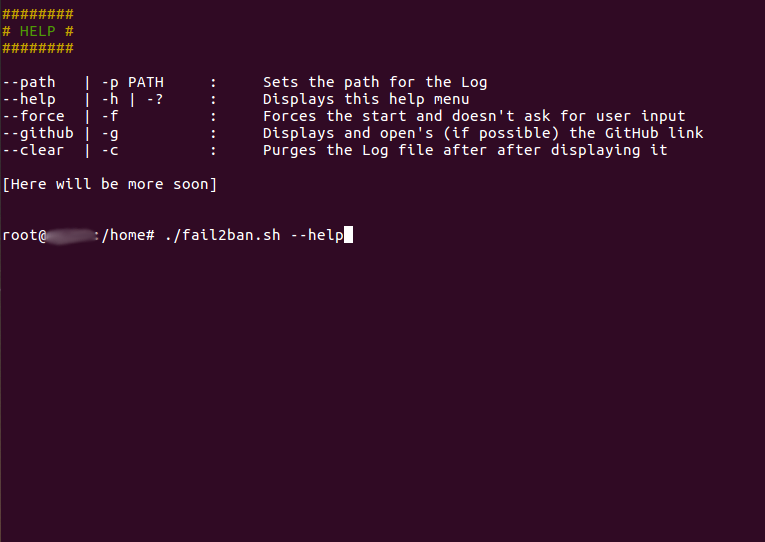 ########
# HELP #
########
--path   | -p PATH     :     Sets the path for the Log
--help   | -h | -?     :     Displays this help menu
--force  | -f          :     Forces the start and doesn't ask for user input
--github | -g          :     Displays and open's (if possible) the GitHub link
--clear  | -c          :     Purges the Log file after after displaying it
[Here will be more soon]
root@:/home# ./fail2ban.sh --help